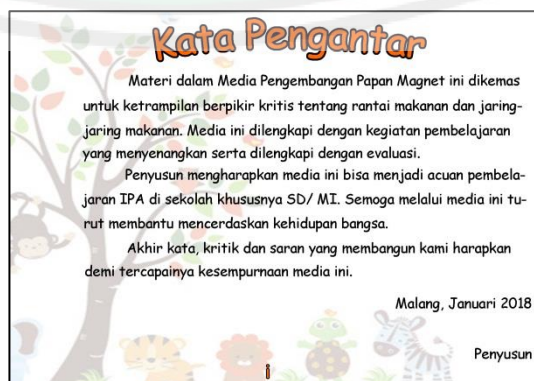 Kata Pengantar
Materi dalam Media Pengembangan Papan Magnet ini dikemas
untuk ketrampilan berpikir kritis tentang rantai makanan dan jaring-
jaring makanan. Media ini dilengkapi dengan kegiatan pembelajaran
yang menyenangkan serta dilengkapi dengan evaluasi.
Penyusun mengharapkan media ini bisa menjadi acuan pembela-
jaran IPA di sekolah khususnya SD/ MI. Semoga melalui media ini tu-
rut membantu mencerdaskan kehidupan bangsa.
Akhir kata, kritik dan saran yang membangun kami harapkan
demi tercapainya kesempurnaan media ini.
Malang, Januari 2018
Penyusun
i